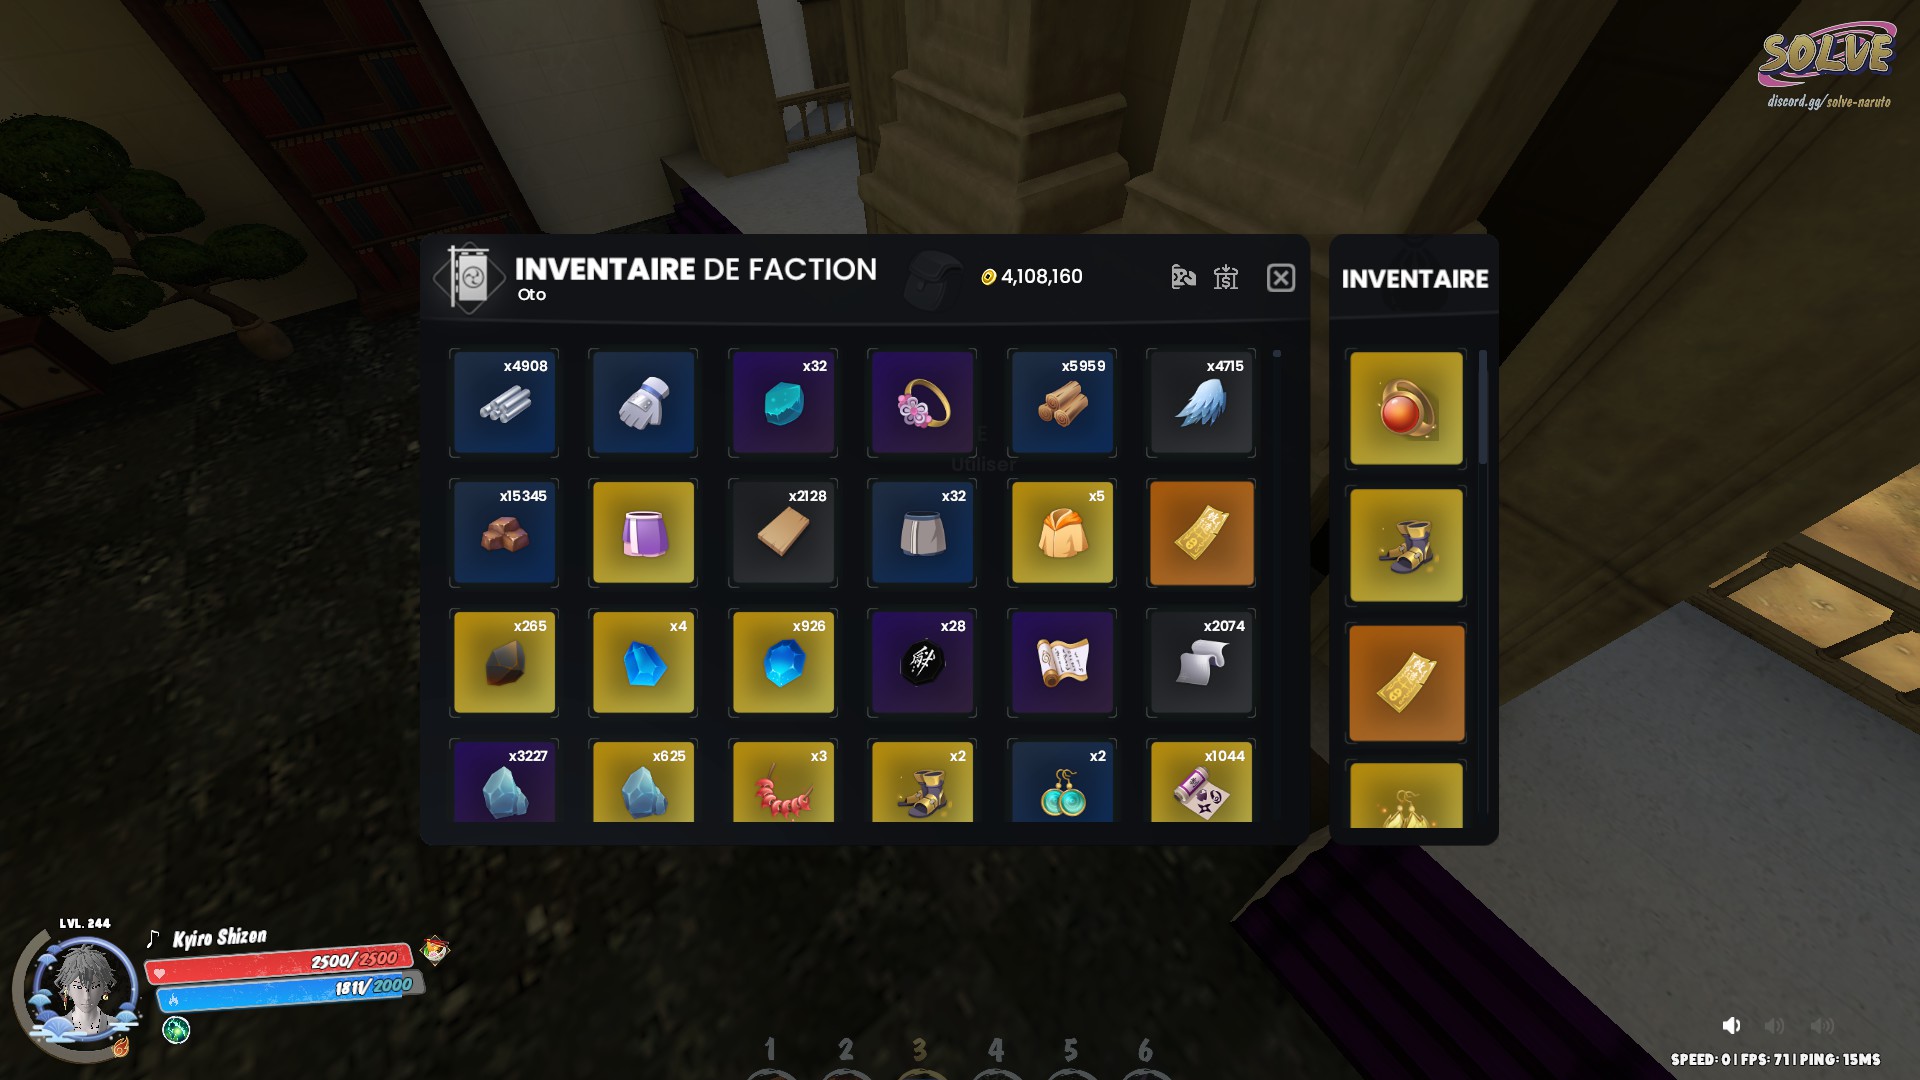 SOLVE
discord.gg/solve-naruto
INVENTAIRE DE FACTION
Oto
4,108,160
INVENTAIRE
x4908
x32
x5959
x4715
Utiliser
x15345
x2128
x32
x5
x265
x4
x926
x28
x2074
x3227
x625
x3
x2
x2
x1044
LVL. 244
Kyiro Shizen
2500/2500
1811/2000
1 2 3 4 5 6
SPEED: 0 | FPS: 71 | PING: 15MS